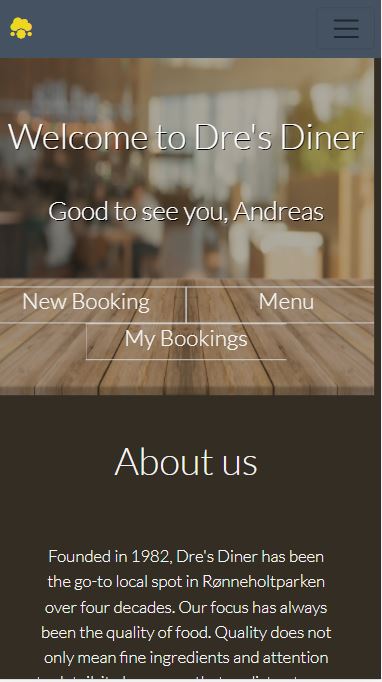 Welcome to Dre's Diner
Good to see you, Andreas
New Booking
Menu
My Bookings
About us
Founded in 1982, Dre's Diner has been
the go-to local spot in Rønneholtparken
over four decades. Our focus has always
been the quality of food. Quality does not
only mean fine ingredients and attention